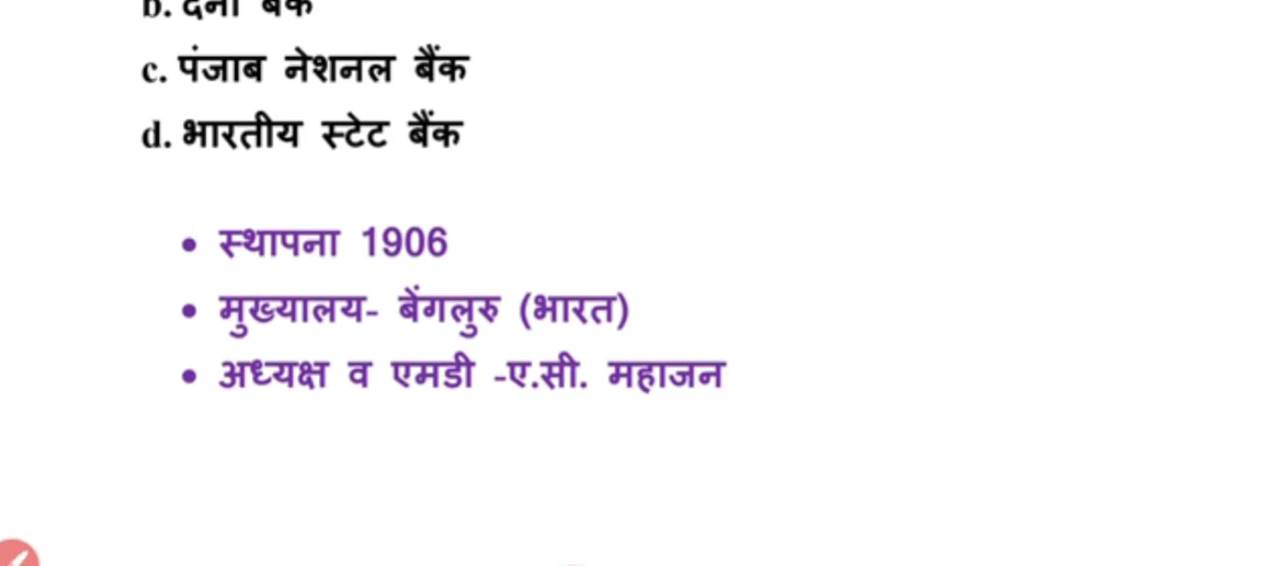 b. देना बैंक
c. पंजाब नेशनल बैंक
d. भारतीय स्टेट बैंक
• स्थापना 1906
• मुख्यालय- बेंगलुरु (भारत)
• अध्यक्ष व एमडी -ए.सी. महाजन